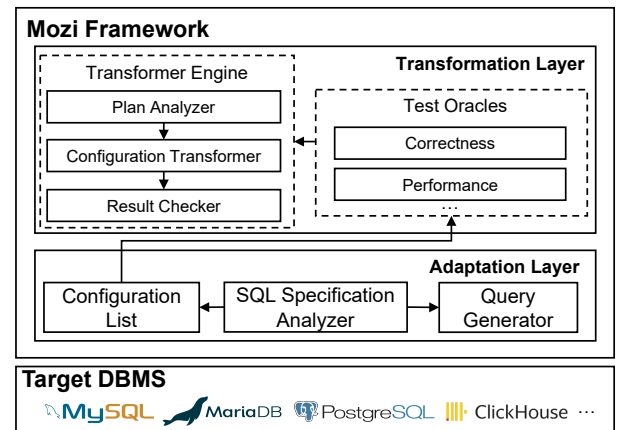 Mozi Framework
Transformation Layer
Transformer Engine
Plan Analyzer
Configuration Transformer
Result Checker
Test Oracles
Correctness
Performance
...
Adaptation Layer
Configuration
List
SQL Specification
Analyzer
Query
Generator
Target DBMS
MySQL MariaDB PostgreSQL ClickHouse ...